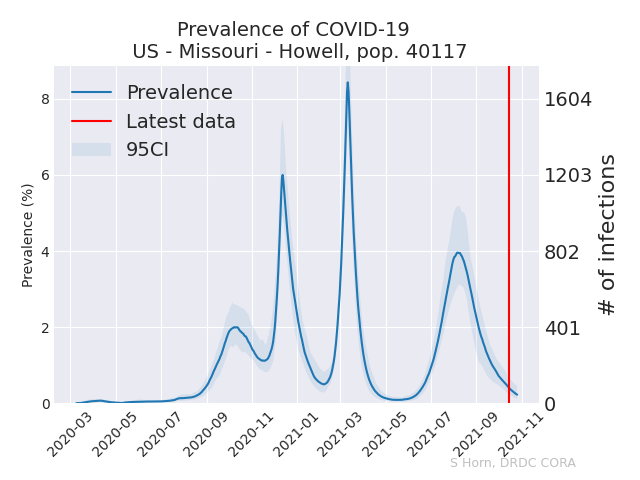 Prevalence of COVID-19
US - Missouri - Howell, pop. 40117
Prevalence
Latest data
95CI
Prevalence (%)
8
6
4
2
0
1604
1203
802
401
0
# of infections
2020-03
2020-05
2020-07
2020-09
2020-11
2021-01
2021-03
2021-05
2021-07
2021-09
2021-11
S Horn, DRDC CORA